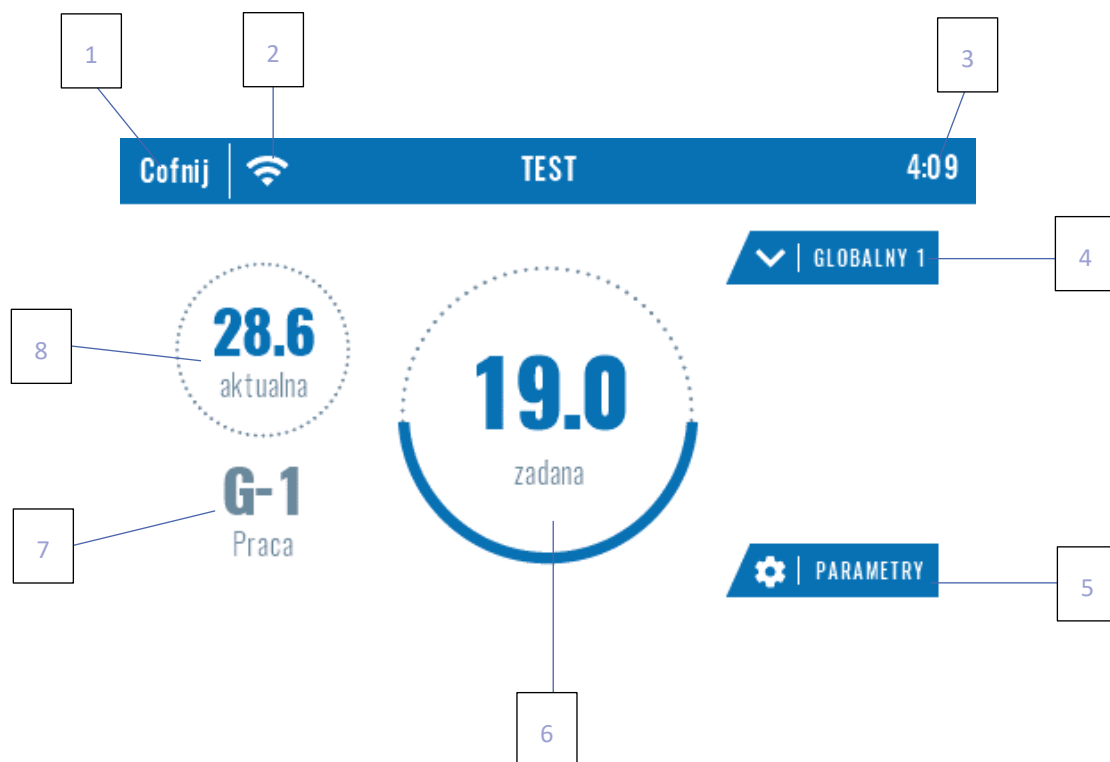 1
2
3
Cofnij
TEST
4:09
GLOBALNY 1
4
28.6
aktualna
8
19.0
zadana
G-1
Praca
7
PARAMETRY
5
6